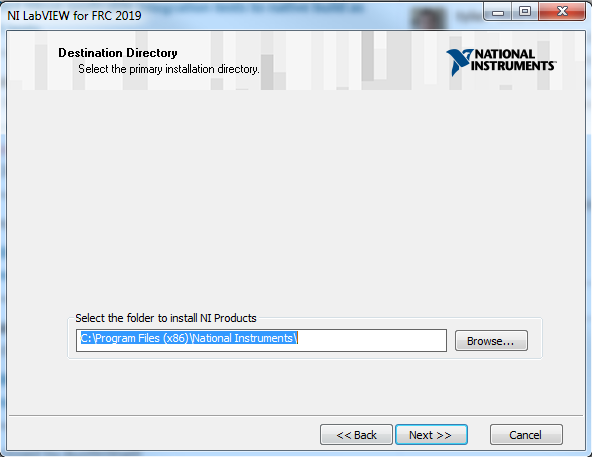 NI LabVIEW for FRC 2019
Destination Directory
Select the primary installation directory.
NATIONAL
INSTRUMENTS
Select the folder to install NI Products
C:\Program Files (x86)\National Instruments\
Browse...
<< Back
Next >>
Cancel